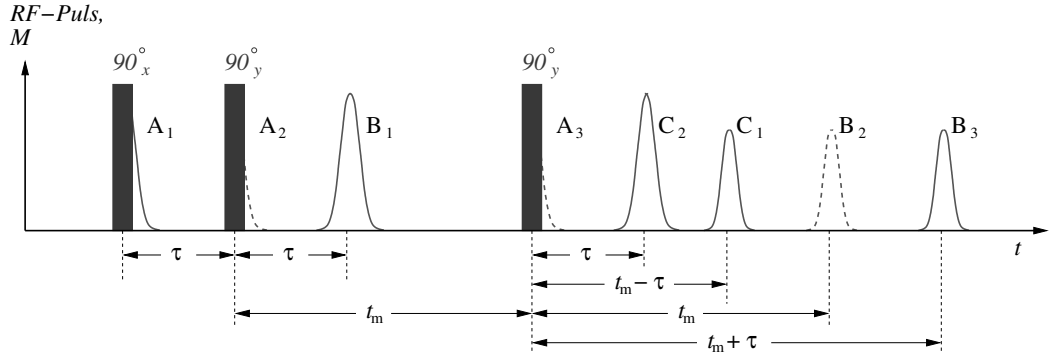 RF−Puls,
M
90°x 90°y 90°y
A1 A2 B1 A3 C2 C1 B2 B3
τ τ τ t
tm − τ
tm tm
tm + τ